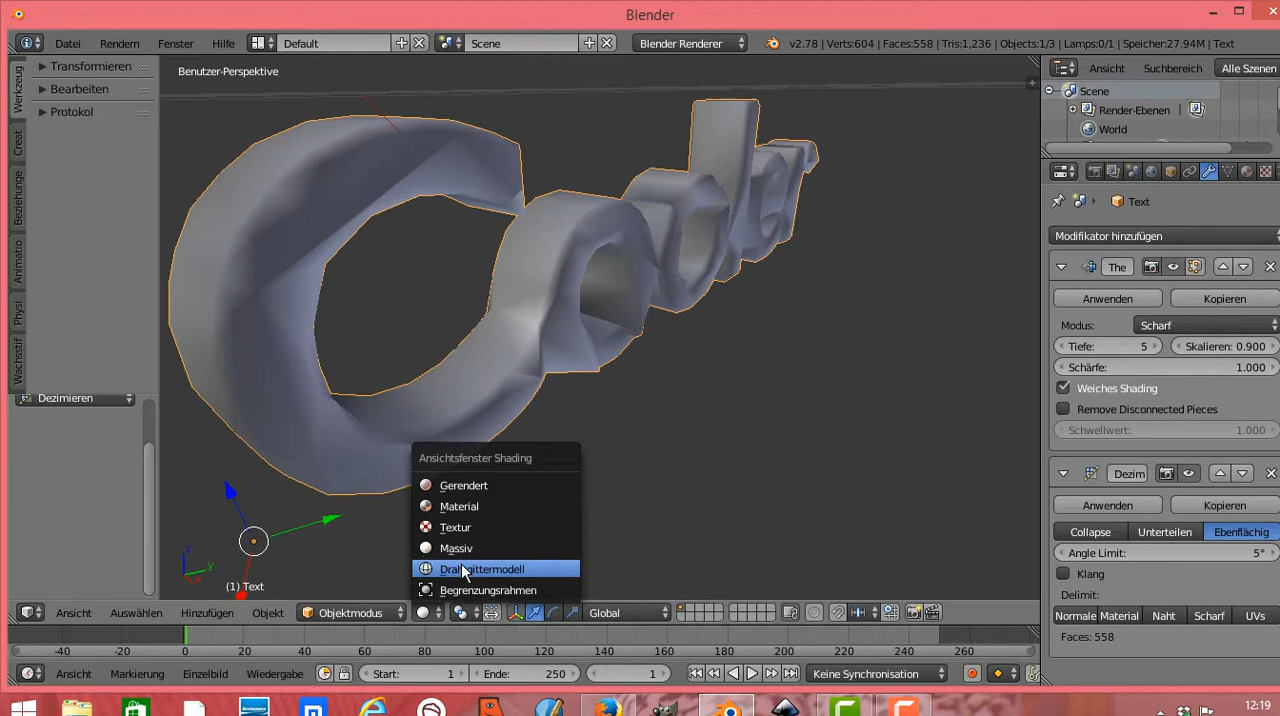 Blender
Datei Rendern Fenster Hilfe Default Scene Blender Renderer v2.78 | Verts:604 | Faces:558 | Tris:1,236 | Objects:1/3 | Lamps:0/1 | Speicher:27.94M | Text
Transformieren
Bearbeiten
Protokol
Werkzeug
Creat
Beziehunge
Animatio
Physi
Wachsstif
Dezimieren
Benutzer-Perspektive
(1) Text
Ansichtsfenster Shading
Gerendert
Material
Textur
Massiv
Drahtgittermodell
Begrenzungsrahmen
Ansicht Auswählen Hinzufügen Objekt Objektmodus Global
-40 -20 0 20 40 60 80 100 120 140 160 180 200 220 240 260
Ansicht Markierung Einzelbild Wiedergabe Start: 1 Ende: 250 1 Keine Synchronisation
Ansicht Suchbereich Alle Szenen
Scene
Render-Ebenen
World
Text
Modifikator hinzufügen
The
Anwenden Kopieren
Modus: Scharf
Tiefe: 5 Skalieren: 0.900
Schärfe: 1.000
Weiches Shading
Remove Disconnected Pieces
Schwellwert: 1.000
Dezim
Anwenden Kopieren
Collapse Unterteilen Ebenflächig
Angle Limit: 5°
Klang
Delimit:
Normale Material Naht Scharf UVs
Faces: 558
lenovo
12:19